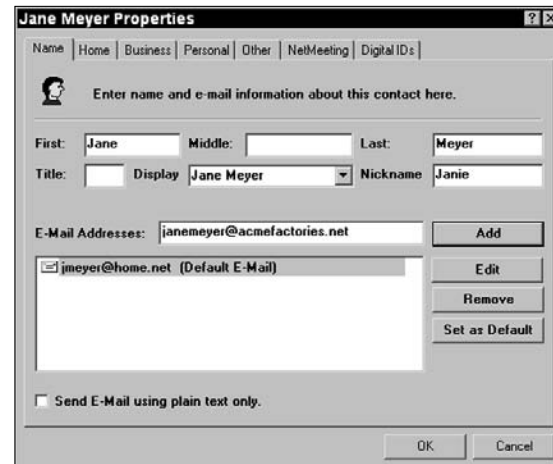 Jane Meyer Properties
Name Home Business Personal Other NetMeeting Digital IDs
Enter name and e-mail information about this contact here.
First: Jane Middle: Last: Meyer
Title: Display Jane Meyer Nickname Janie
E-Mail Addresses: janemeyer@acmefactories.net Add
jmeyer@home.net (Default E-Mail) Edit
Remove
Set as Default
Send E-Mail using plain text only.
OK Cancel